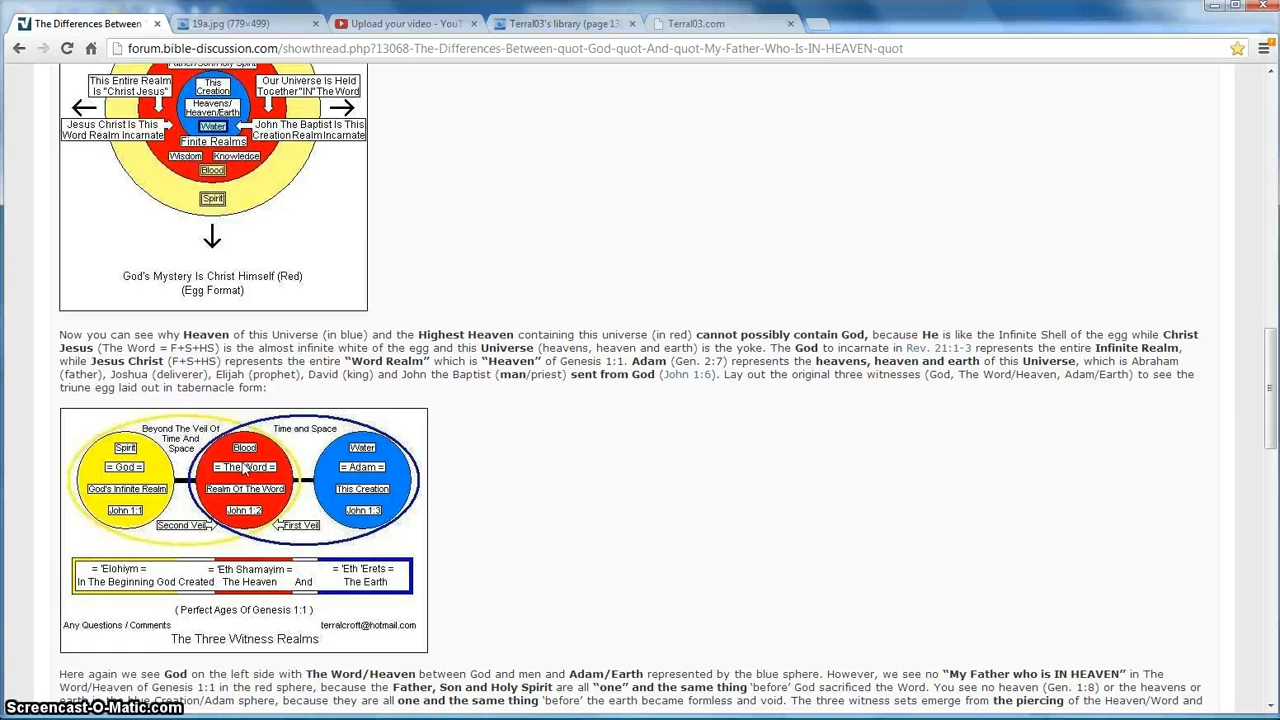 The Differences Between "
19a.jpg (779×499)
Upload your video - YouT
Terral03's library (page 13)
Terral03.com
forum.bible-discussion.com/showthread.php?13068-The-Differences-Between-quot-God-quot-And-quot-My-Father-Who-Is-IN-HEAVEN-quot
Father/Son/Holy Spirit
This Entire Realm
Is "Christ Jesus"
This
Creation
Our Universe Is Held
Together "IN" The Word
Heavens/
Heaven/Earth
Jesus Christ Is This
Word Realm Incarnate
Water
John The Baptist Is This
Creation Realm Incarnate
Finite Realms
Wisdom
Knowledge
Blood
Spirit
God's Mystery Is Christ Himself (Red)
(Egg Format)
Now you can see why Heaven of this Universe (in blue) and the Highest Heaven containing this universe (in red) cannot possibly contain God, because He is like the Infinite Shell of the egg while Christ
Jesus (The Word = F+S+HS) is the almost infinite white of the egg and this Universe (heavens, heaven and earth) is the yoke. The God to incarnate in Rev. 21:1-3 represents the entire Infinite Realm,
while Jesus Christ (F+S+HS) represents the entire “Word Realm” which is “Heaven” of Genesis 1:1. Adam (Gen. 2:7) represents the heavens, heaven and earth of this Universe, which is Abraham
(father), Joshua (deliverer), Elijah (prophet), David (king) and John the Baptist (man/priest) sent from God (John 1:6). Lay out the original three witnesses (God, The Word/Heaven, Adam/Earth) to see the
triune egg laid out in tabernacle form:
Beyond The Veil Of
Time And
Space
Time and Space
Spirit
Blood
Water
= God =
= The Word =
= Adam =
God's Infinite Realm
Realm Of The Word
This Creation
John 1:1
John 1:2
John 1:3
Second Veil
First Veil
= 'Elohiym =
= 'Eth Shamayim =
= 'Eth 'Erets =
In The Beginning God Created
The Heaven
And
The Earth
( Perfect Ages Of Genesis 1:1 )
Any Questions / Comments
terralcroft@hotmail.com
The Three Witness Realms
Here again we see God on the left side with The Word/Heaven between God and men and Adam/Earth represented by the blue sphere. However, we see no “My Father who is IN HEAVEN” in The
Word/Heaven of Genesis 1:1 in the red sphere, because the Father, Son and Holy Spirit are all “one” and the same thing ‘before’ God sacrificed the Word. You see no heaven (Gen. 1:8) or the heavens or
earth in the blue Creation/Adam sphere, because they are all one and the same thing ‘before’ the earth became formless and void. The three witness sets emerge from the piercing of the Heaven/Word and
Screencast-O-Matic.com